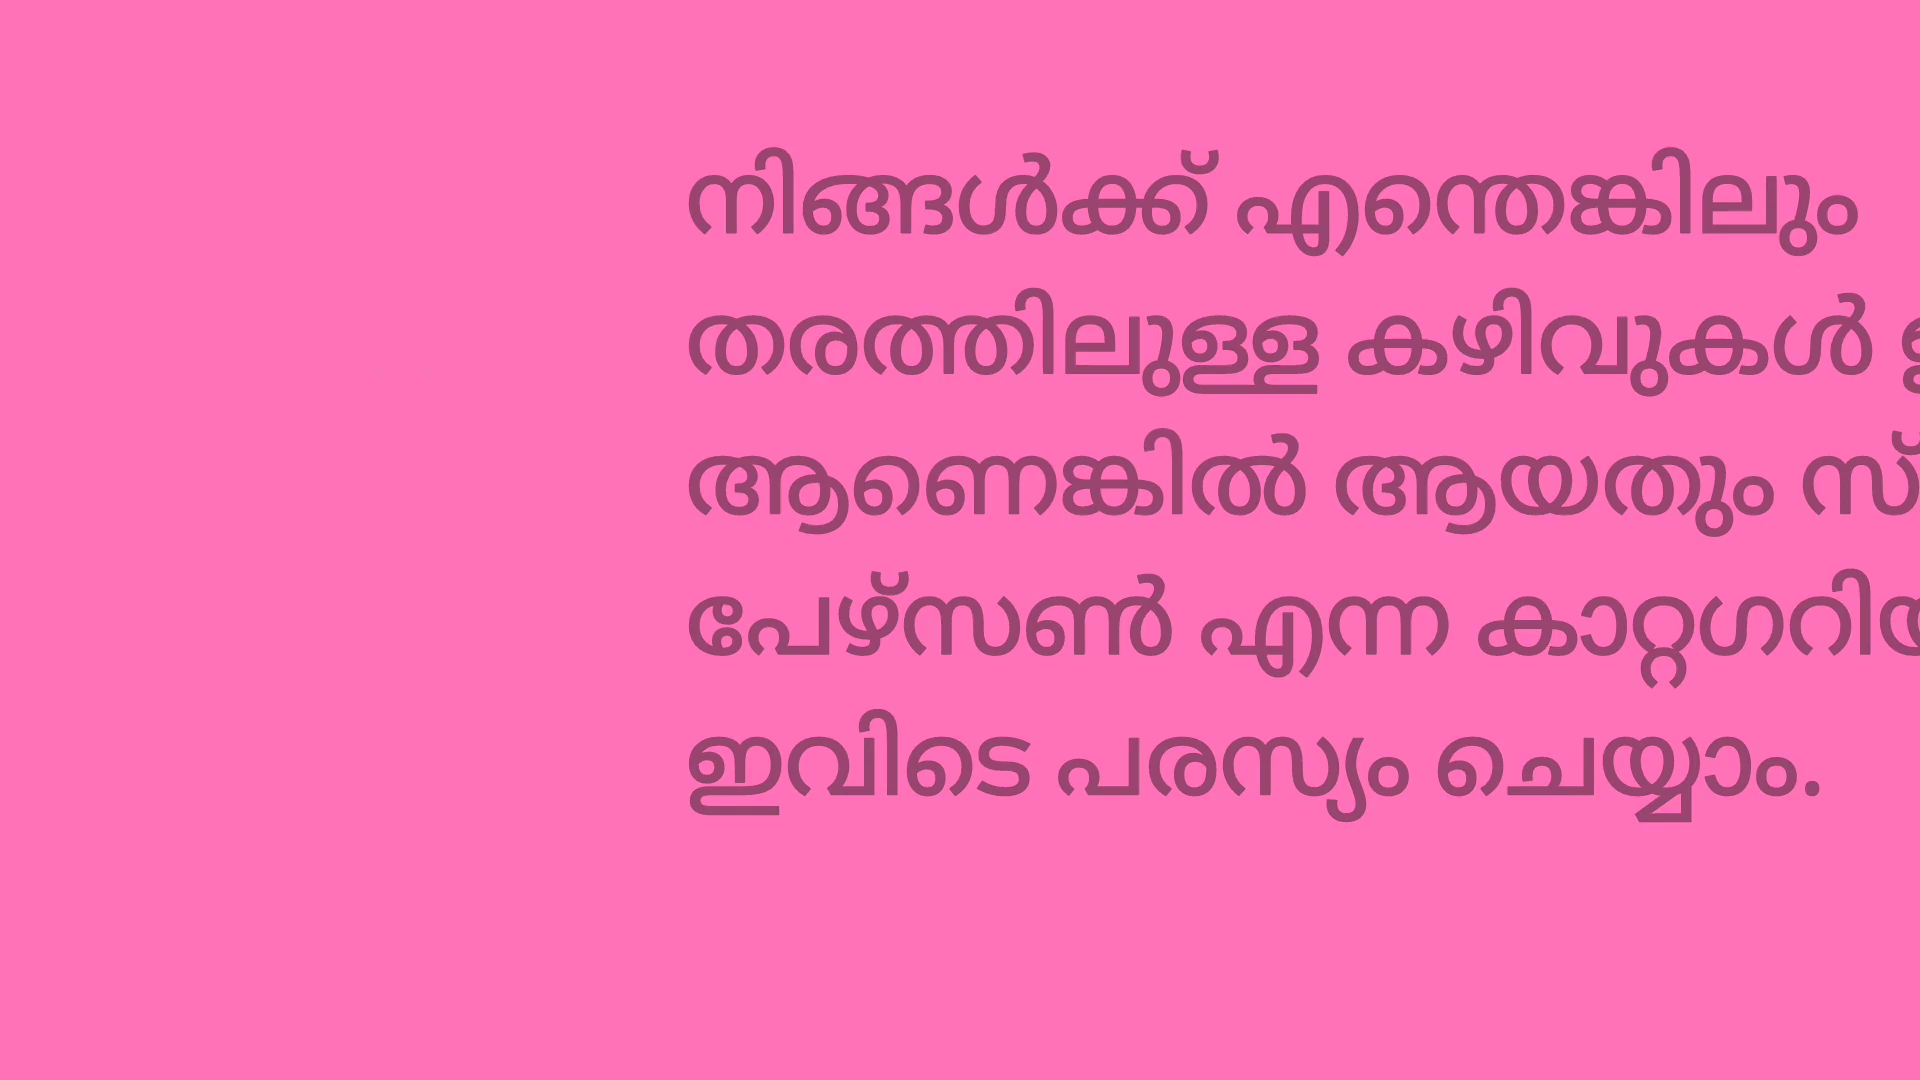 നിങ്ങൾക്ക് എന്തെങ്കിലും
തരത്തിലുള്ള കഴിവുകൾ
ആണെങ്കിൽ ആയതും
പേഴ്സൺ എന്ന
ഇവിടെ പരസ്യം ചെയ്യാം.